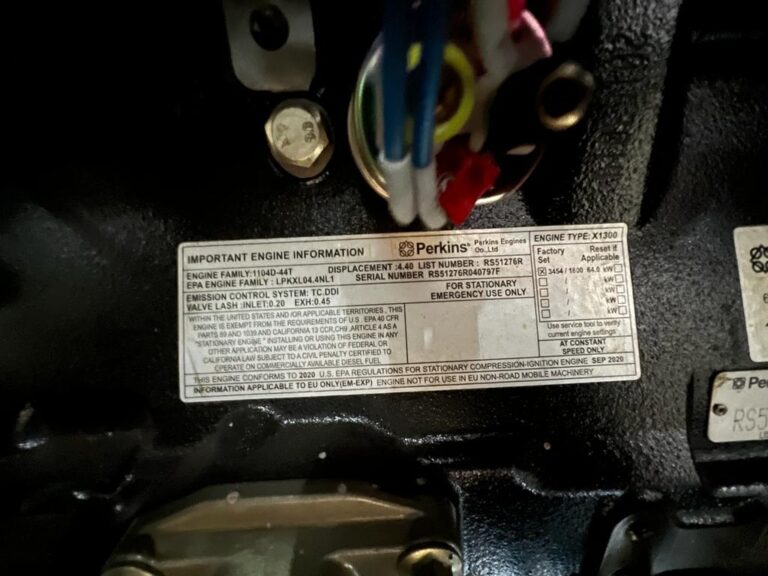 IMPORTANT ENGINE INFORMATION
Perkins® Perkins Engines Co.,Ltd
ENGINE FAMILY:1104D-44T DISPLACEMENT :4.40 LIST NUMBER : RS51276R
EPA ENGINE FAMILY : LPKXL04.4NL1 SERIAL NUMBER RS51276R040797F
EMISSION CONTROL SYSTEM: TC.DDI
VALVE LASH :INLET:0.20 EXH:0.45
FOR STATIONARY
EMERGENCY USE ONLY
WITHIN THE UNITED STATES AND/OR APPLICABLE TERRITORIES , THIS
ENGINE IS EXEMPT FROM THE REQUIREMENTS OF U.S . EPA 40 CFR
PARTS 89 AND 1039 AND CALIFORNIA 13 CCR,CH9 ,ARTICLE 4 AS A
"STATIONARY ENGINE " INSTALLING OR USING THIS ENGINE IN ANY
OTHER APPLICATION MAY BE A VIOLATION OF FEDERAL OR
CALIFORNIA LAW SUBJECT TO A CIVIL PENALTY CERTIFIED TO
OPERATE ON COMMERCIALLY AVAILABLE DIESEL FUEL
ENGINE TYPE: X1300
Factory Set Reset if Applicable
3454 / 1800 64.0 kW
/ kW
/ kW
/ kW
Use service tool to verify
current engine settings
AT CONSTANT
SPEED ONLY
THIS ENGINE CONFORMS TO 2020 U.S. EPA REGULATIONS FOR STATIONARY COMPRESSION-IGNITION ENGINE SEP 2020
INFORMATION APPLICABLE TO EU ONLY(EM-EXP) ENGINE NOT FOR USE IN EU NON-ROAD MOBILE MACHINERY
Pe
RS5